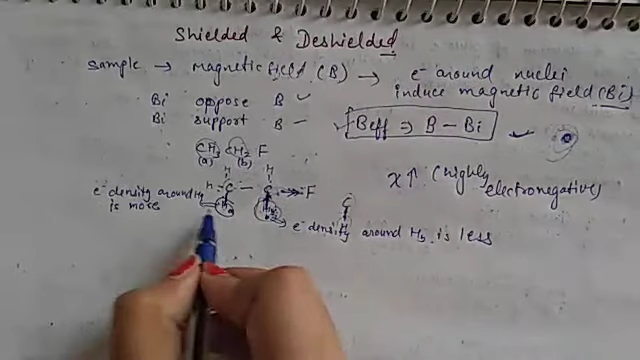 Shielded & Deshielded
sample → magnetic field (B) → e⁻ around nuclei
induce magnetic field (Bi)
Bi oppose B ✓
Bi support B –
Beff ⇒ B – Bi
CH3 CH2 F
(a) (b)
χ↑ (highly
electronegatives
H H
H – C – C → F
e⁻ density around Ha
is more
C
H
e⁻ density around Hb is less